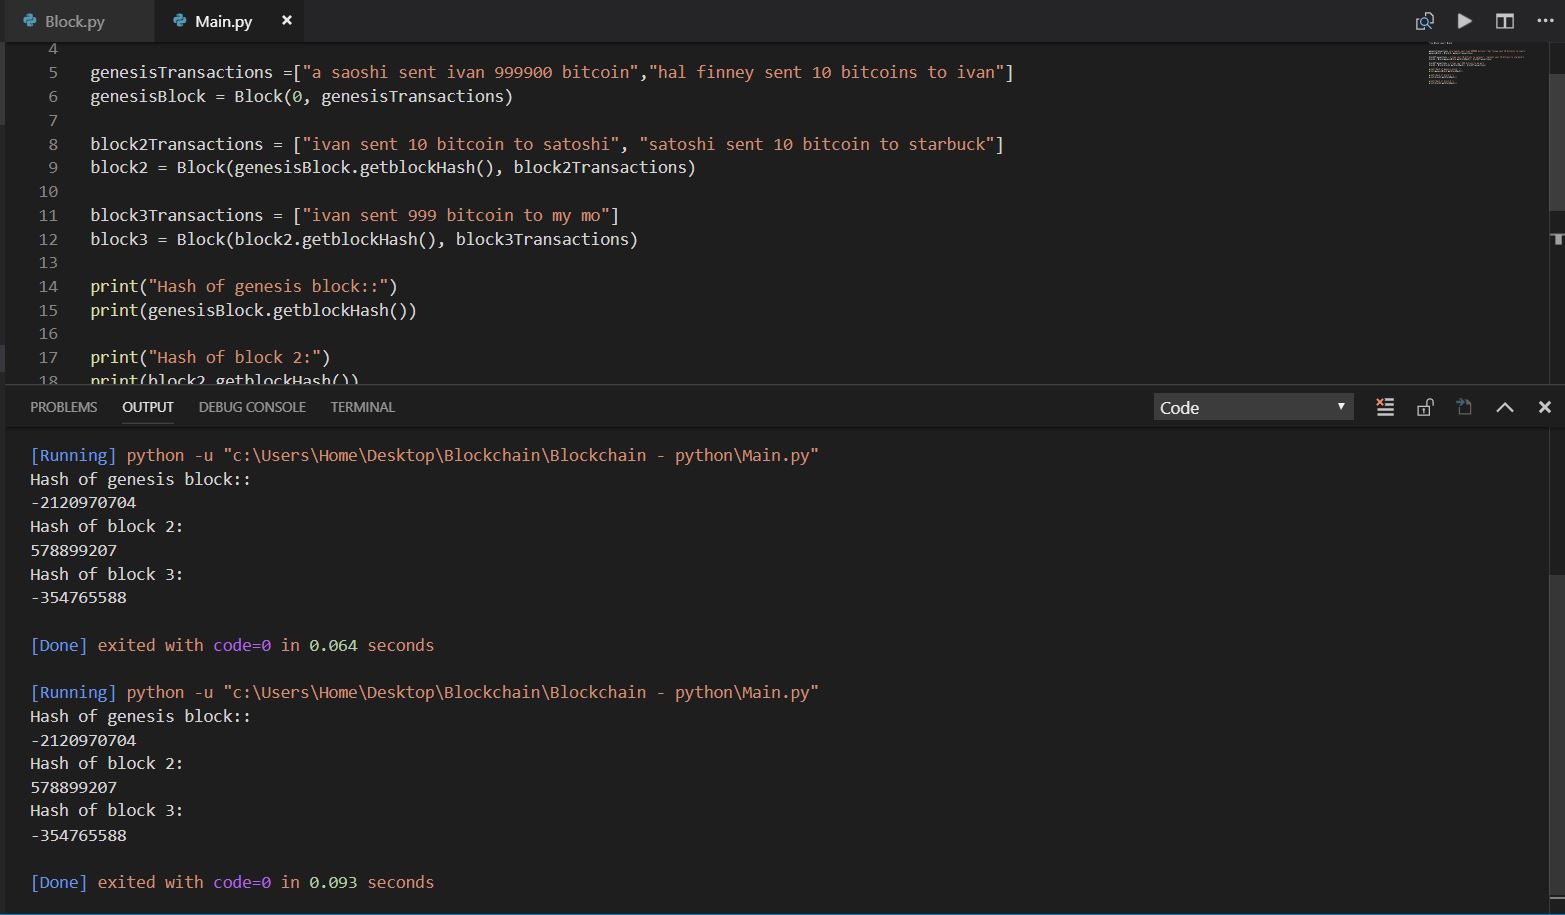 Block.py Main.py
4
5 genesisTransactions =["a saoshi sent ivan 999900 bitcoin","hal finney sent 10 bitcoins to ivan"]
6 genesisBlock = Block(0, genesisTransactions)
7
8 block2Transactions = ["ivan sent 10 bitcoin to satoshi", "satoshi sent 10 bitcoin to starbuck"]
9 block2 = Block(genesisBlock.getblockHash(), block2Transactions)
10
11 block3Transactions = ["ivan sent 999 bitcoin to my mo"]
12 block3 = Block(block2.getblockHash(), block3Transactions)
13
14 print("Hash of genesis block::")
15 print(genesisBlock.getblockHash())
16
17 print("Hash of block 2:")
18 print(block2.getblockHash())
PROBLEMS OUTPUT DEBUG CONSOLE TERMINAL Code
[Running] python -u "c:\Users\Home\Desktop\Blockchain\Blockchain - python\Main.py"
Hash of genesis block::
-2120970704
Hash of block 2:
578899207
Hash of block 3:
-354765588
[Done] exited with code=0 in 0.064 seconds
[Running] python -u "c:\Users\Home\Desktop\Blockchain\Blockchain - python\Main.py"
Hash of genesis block::
-2120970704
Hash of block 2:
578899207
Hash of block 3:
-354765588
[Done] exited with code=0 in 0.093 seconds